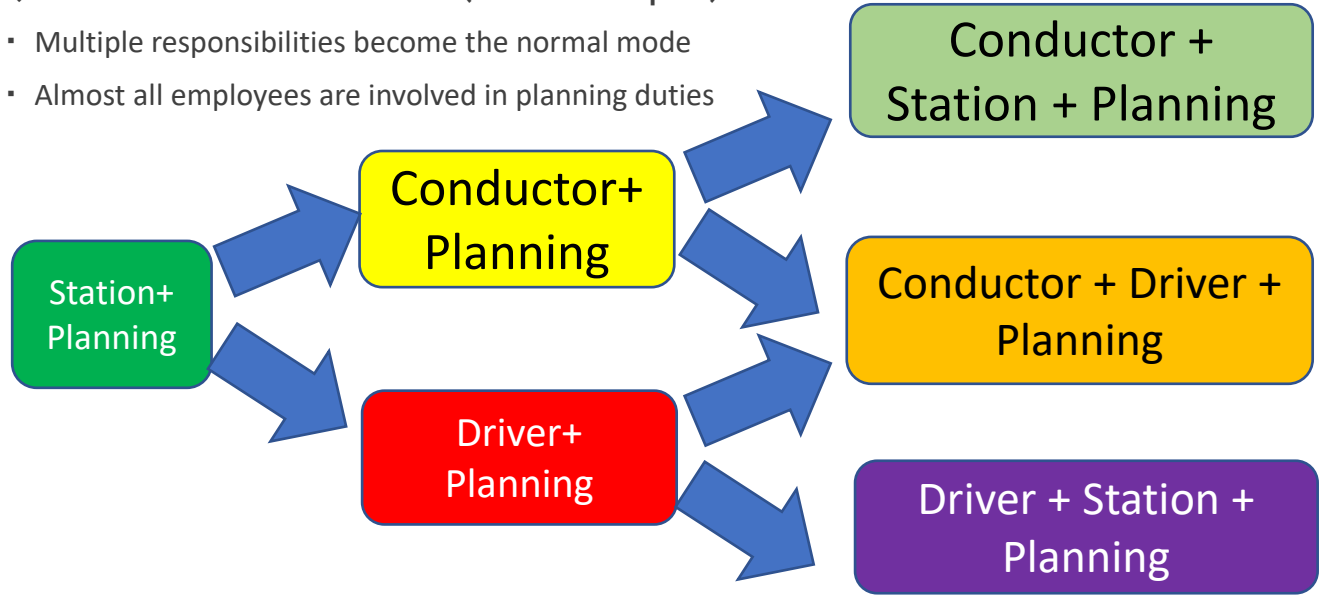 ▪ Multiple responsibilities become the normal mode
▪ Almost all employees are involved in planning duties
Station+
Planning
Conductor+
Planning
Driver+
Planning
Conductor +
Station + Planning
Conductor + Driver +
Planning
Driver + Station +
Planning